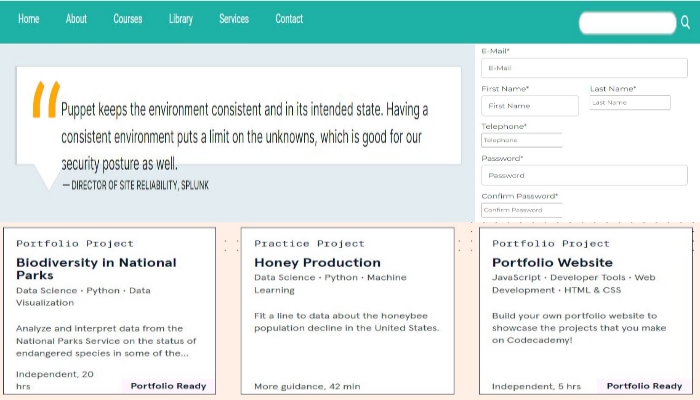 Home About Courses Library Services Contact
Puppet keeps the environment consistent and in its intended state. Having a
consistent environment puts a limit on the unknowns, which is good for our
security posture as well.
— DIRECTOR OF SITE RELIABILITY, SPLUNK
E-Mail*
E-Mail
First Name* Last Name*
First Name Last Name
Telephone*
Telephone
Password*
Password
Confirm Password*
Confirm Password
Portfolio Project
Biodiversity in National
Parks
Data Science • Python • Data
Visualization
Analyze and interpret data from the
National Parks Service on the status of
endangered species in some of the...
Independent, 20
hrs
Portfolio Ready
Practice Project
Honey Production
Data Science • Python • Machine
Learning
Fit a line to data about the honeybee
population decline in the United States.
More guidance, 42 min
Portfolio Project
Portfolio Website
JavaScript • Developer Tools • Web
Development • HTML & CSS
Build your own portfolio website to
showcase the projects that you make
on Codecademy!
Independent, 5 hrs Portfolio Ready